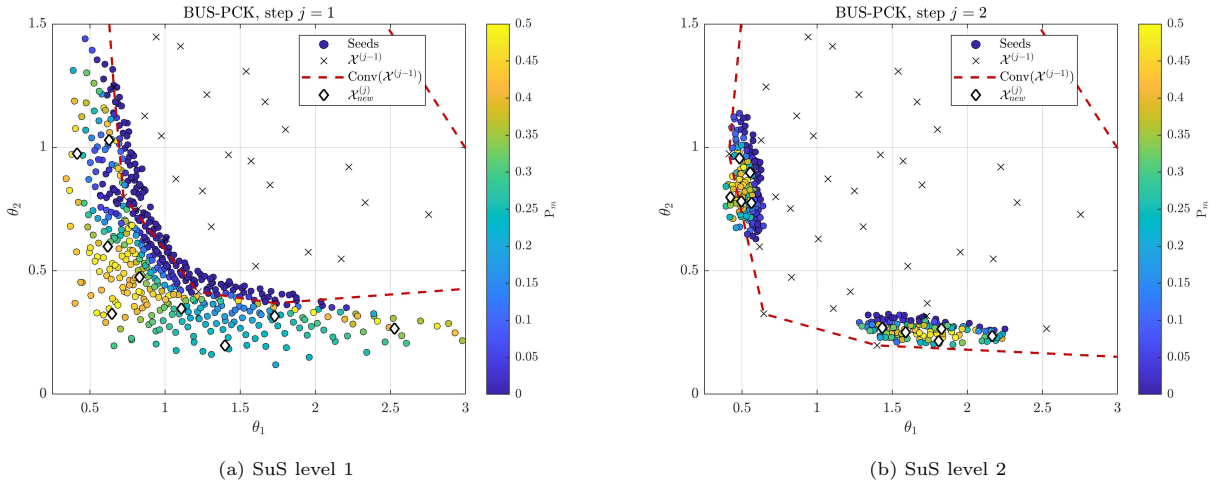 BUS-PCK, step j = 1
1.5
1
0.5
0
θ₂
0.5
1
1.5
2
2.5
3
θ₁
Seeds
𝒳^(j−1)
Conv(𝒳^(j−1))
𝒳_new^(j)
0.5
0.45
0.4
0.35
0.3
0.25
0.2
0.15
0.1
0.05
0
P_m
(a) SuS level 1
BUS-PCK, step j = 2
1.5
1
0.5
0
θ₂
0.5
1
1.5
2
2.5
3
θ₁
Seeds
𝒳^(j−1)
Conv(𝒳^(j−1))
𝒳_new^(j)
0.5
0.45
0.4
0.35
0.3
0.25
0.2
0.15
0.1
0.05
0
P_m
(b) SuS level 2